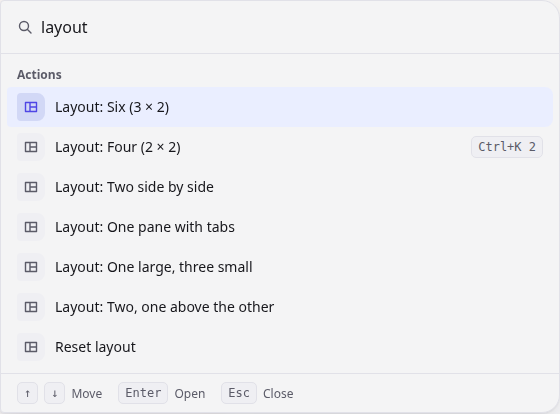 layout
Actions
Layout: Six (3 × 2)
Layout: Four (2 × 2) Ctrl+K 2
Layout: Two side by side
Layout: One pane with tabs
Layout: One large, three small
Layout: Two, one above the other
Reset layout
↑ ↓ Move Enter Open Esc Close